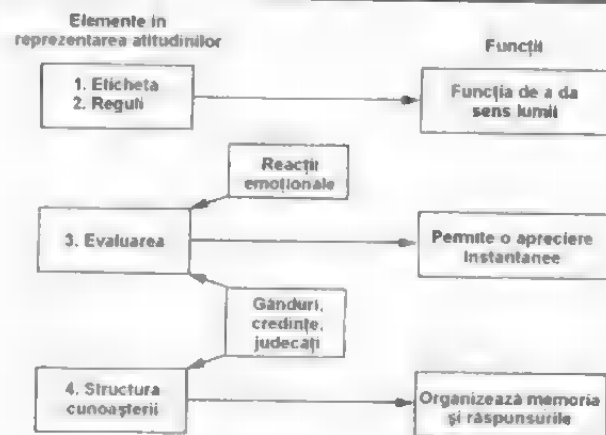 Elemente in
reprezentarea atitudinilor
Funcții
1. Eticheta
2. Reguli
Funcția de a da
sens lumii
Reacții
emoționale
3. Evaluarea
Permite o apreciere
instantanee
Gânduri,
credințe,
judecăți
4. Structura
cunoașterii
Organizează memoria
și răspunsurile